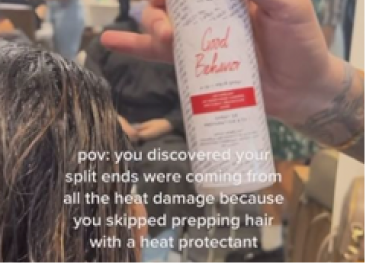 Good
Behavior
pov: you discovered your
split ends were coming from
all the heat damage because
you skipped prepping hair
with a heat protectant